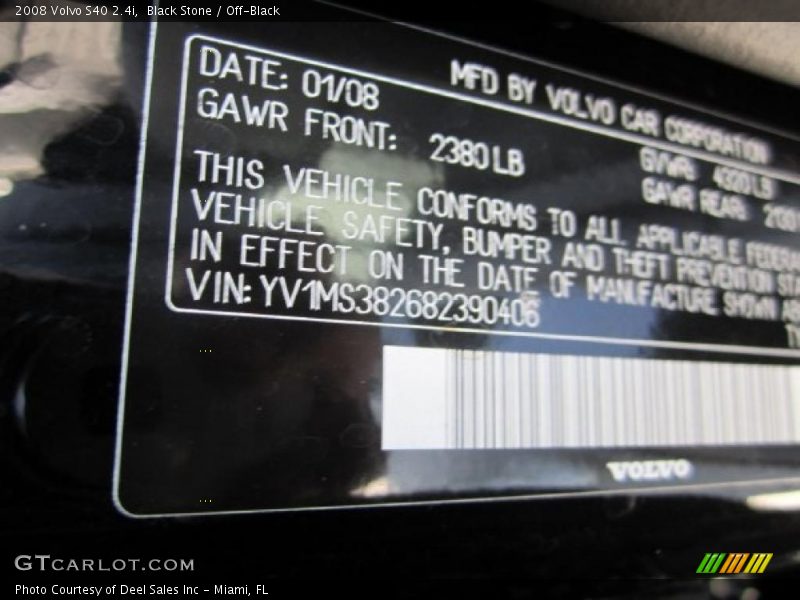 2008 Volvo S40 2.4i, Black Stone / Off-Black
MFD BY VOLVO CAR CORPORATION
DATE: 01/08
GVWR: 4320 LB
GAWR FRONT: 2380 LB
GAWR REAR:
THIS VEHICLE CONFORMS TO ALL APPLICABLE FEDERA
VEHICLE SAFETY, BUMPER AND THEFT PREVENTION STA
IN EFFECT ON THE DATE OF MANUFACTURE SHOWN AB
VIN: YV1MS382682390406
VOLVO
GTCARLOT.COM
Photo Courtesy of Deel Sales Inc - Miami, FL